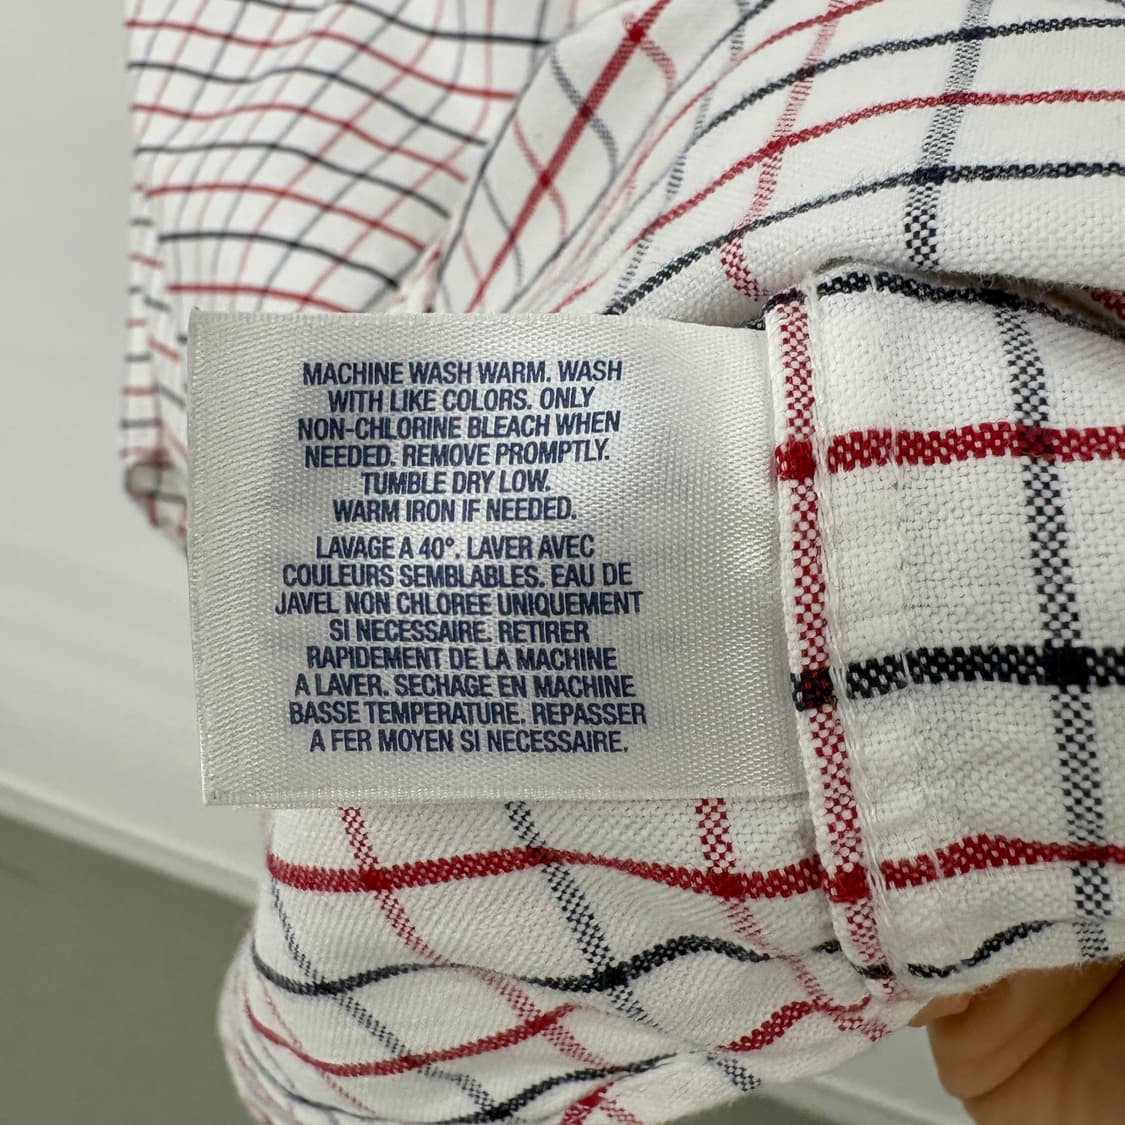 MACHINE WASH WARM. WASH
WITH LIKE COLORS. ONLY
NON-CHLORINE BLEACH WHEN
NEEDED. REMOVE PROMPTLY.
TUMBLE DRY LOW.
WARM IRON IF NEEDED.
LAVAGE A 40°. LAVER AVEC
COULEURS SEMBLABLES. EAU DE
JAVEL NON CHLOREE UNIQUEMENT
SI NECESSAIRE. RETIRER
RAPIDEMENT DE LA MACHINE
A LAVER. SECHAGE EN MACHINE
BASSE TEMPERATURE. REPASSER
A FER MOYEN SI NECESSAIRE.